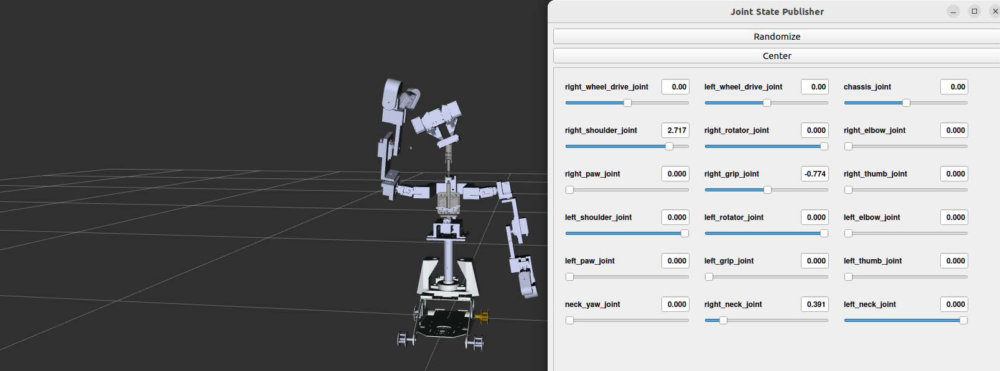 Joint State Publisher
Randomize
Center
right_wheel_drive_joint 0.00 left_wheel_drive_joint 0.00 chassis_joint 0.00
right_shoulder_joint 2.717 right_rotator_joint 0.000 right_elbow_joint 0.000
right_paw_joint 0.000 right_grip_joint -0.774 right_thumb_joint 0.000
left_shoulder_joint 0.000 left_rotator_joint 0.000 left_elbow_joint 0.000
left_paw_joint 0.000 left_grip_joint 0.000 left_thumb_joint 0.000
neck_yaw_joint 0.000 right_neck_joint 0.391 left_neck_joint 0.000